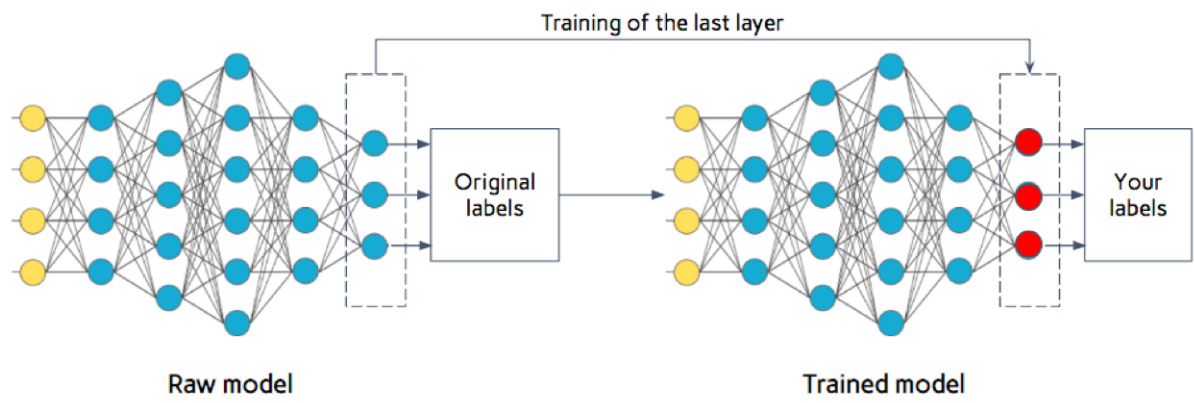 Training of the last layer
Original
labels
Your
labels
Raw model
Trained model